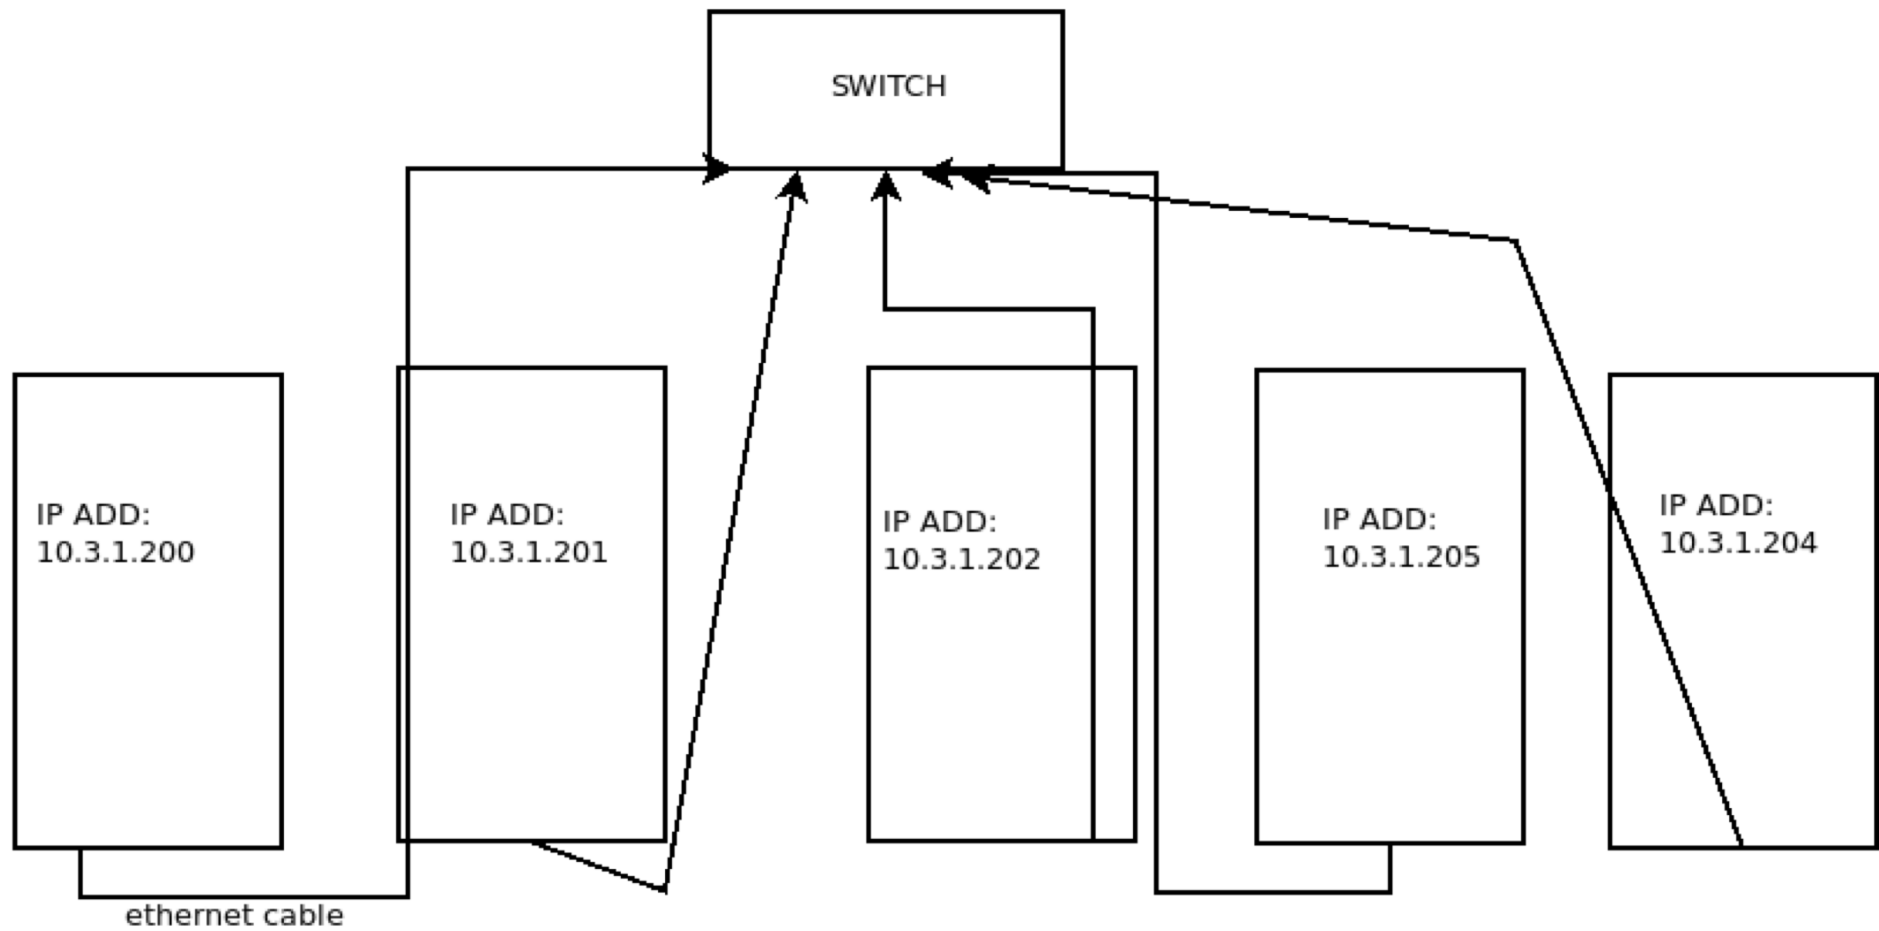 SWITCH
IP ADD:
10.3.1.200
IP ADD:
10.3.1.201
IP ADD:
10.3.1.202
IP ADD:
10.3.1.205
IP ADD:
10.3.1.204
ethernet cable